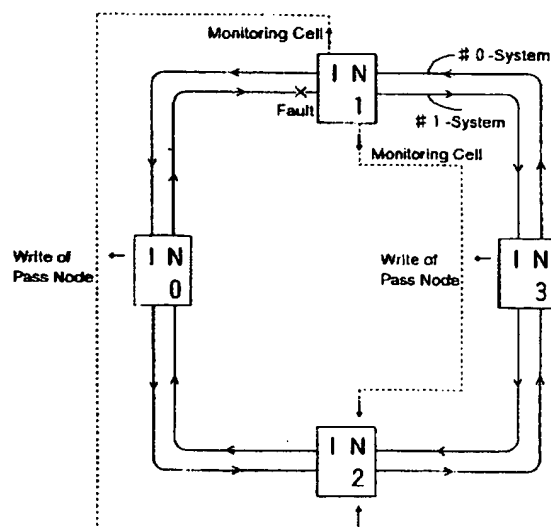 Monitoring Cell
I N
1
# 0 -System
Fault
# 1 -System
Monitoring Cell
Write of
Pass Node
I N
0
Write of
Pass Node
I N
3
I N
2